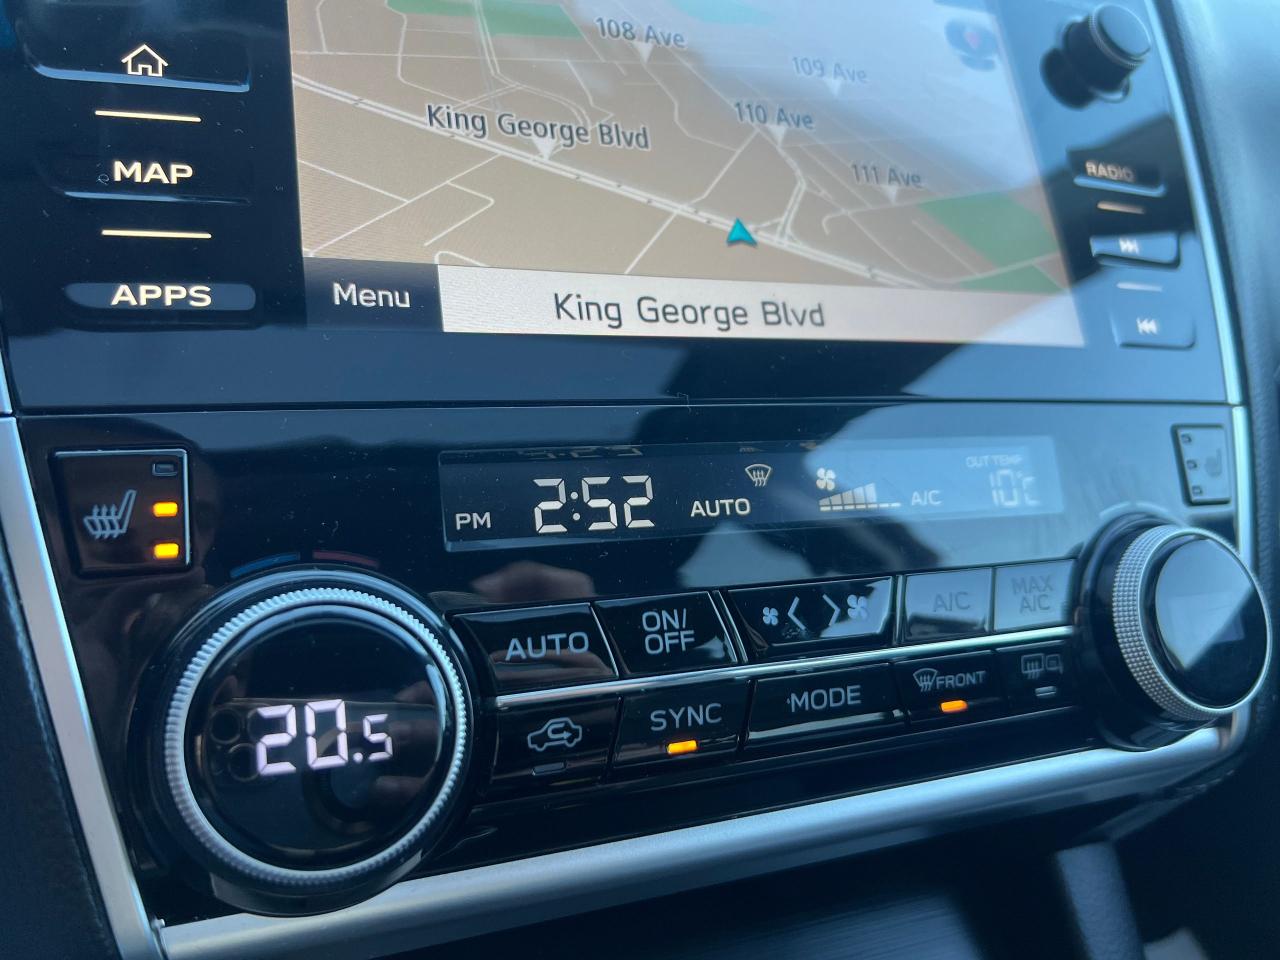 108 Ave
109 Ave
King George Blvd
110 Ave
111 Ave
MAP
RADIO
APPS
Menu
King George Blvd
PM 2:52 AUTO A/C
OUT TEMP
10°C
AUTO
ON/
OFF
A/C
MAX
A/C
SYNC
MODE
FRONT
20.5